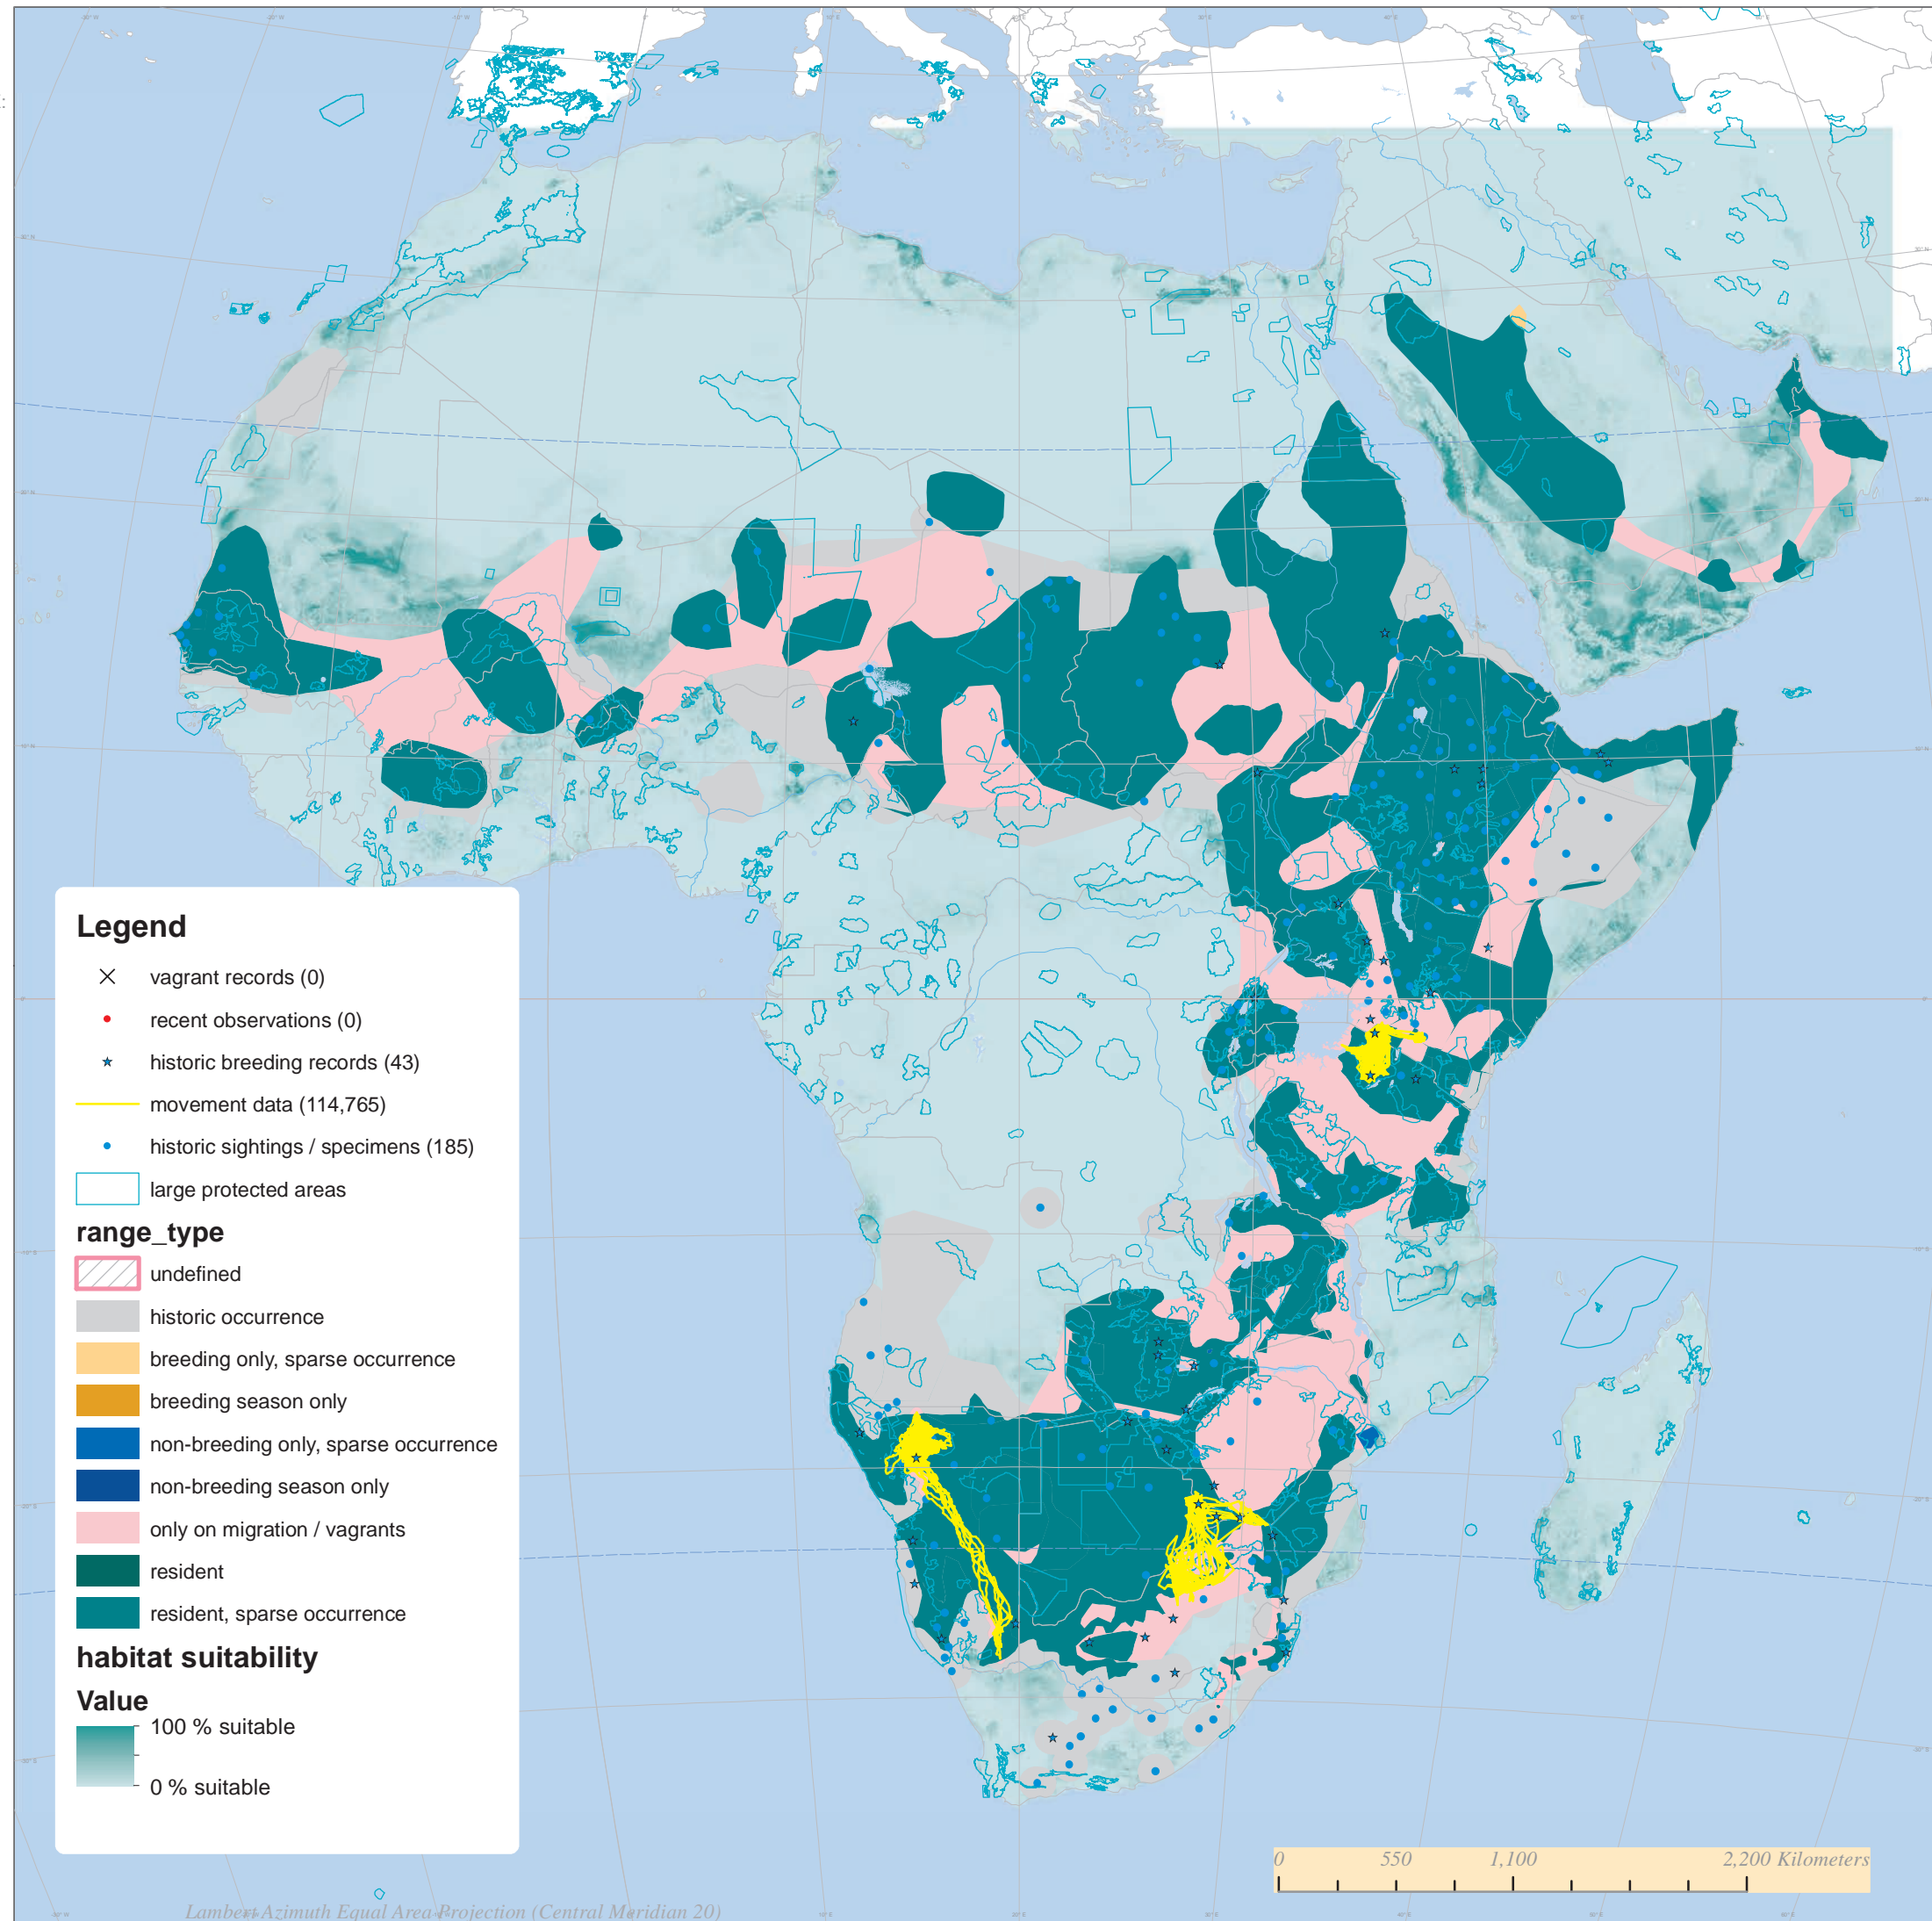 Legend
vagrant records (0)
recent observations (0)
historic breeding records (43)
movement data (114,765)
historic sightings / specimens (185)
large protected areas
range_type
undefined
historic occurrence
breeding only, sparse occurrence
breeding season only
non-breeding only, sparse occurrence
non-breeding season only
only on migration / vagrants
resident
resident, sparse occurrence
habitat suitability
Value
100 % suitable
0 % suitable
0 550 1,100 2,200 Kilometers
Lambert Azimuth Equal Area Projection (Central Meridian 20)